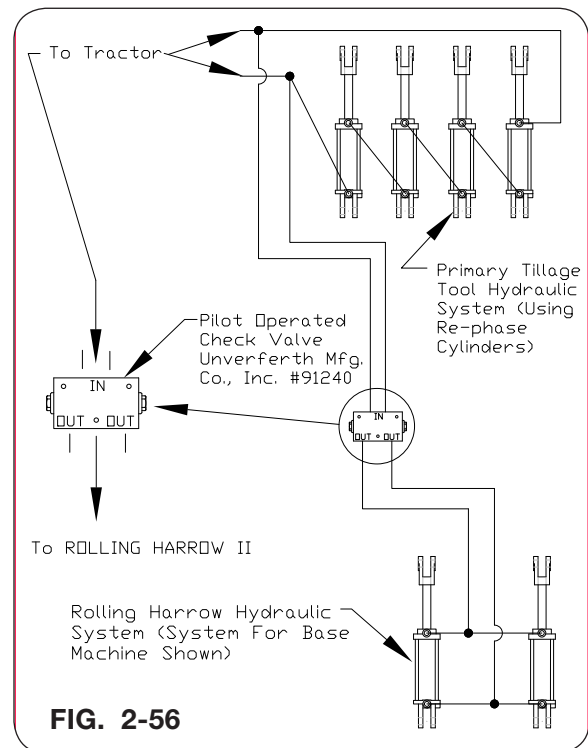 To Tractor
Primary Tillage
Tool Hydraulic
System (Using
Re-phase
Cylinders)
Pilot Operated
Check Valve
Unverferth Mfg.
Co., Inc. #91240
IN
OUT OUT
IN
OUT OUT
To ROLLING HARROW II
Rolling Harrow Hydraulic
System (System For Base
Machine Shown)
FIG. 2-56